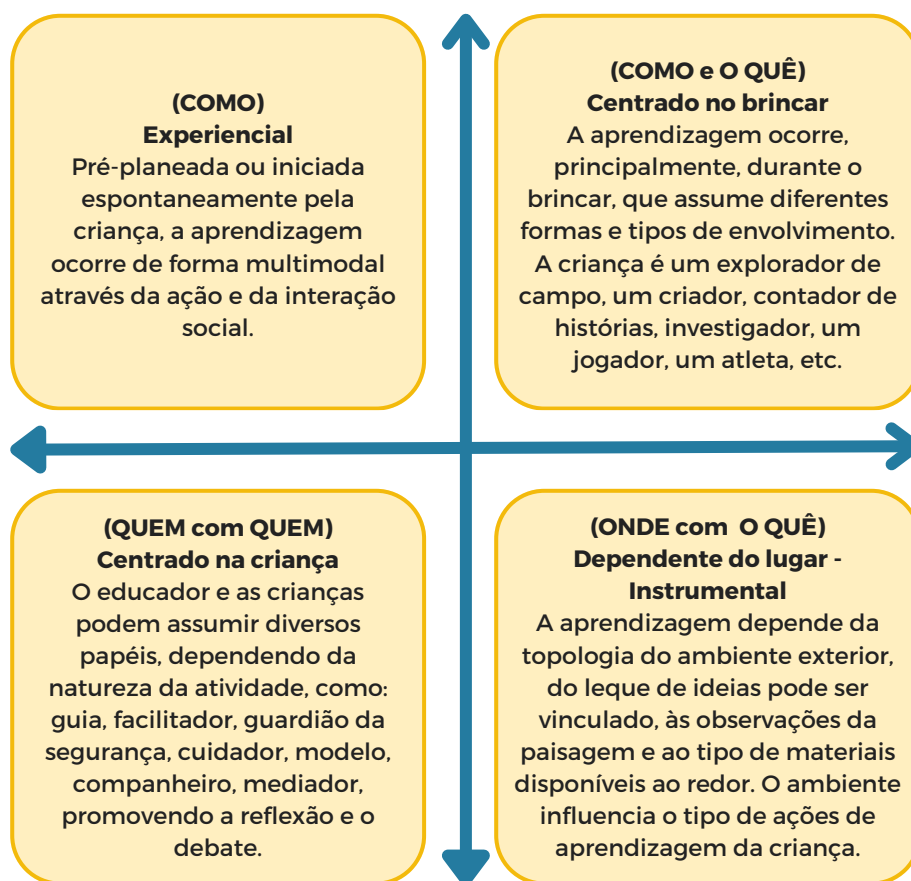 (COMO)
Experiencial
Pré-planeada ou iniciada
espontaneamente pela
criança, a aprendizagem
ocorre de forma multimodal
através da ação e da interação
social.
(COMO e O QUÊ)
Centrado no brincar
A aprendizagem ocorre,
principalmente, durante o
brincar, que assume diferentes
formas e tipos de envolvimento.
A criança é um explorador de
campo, um criador, contador de
histórias, investigador, um
jogador, um atleta, etc.
(QUEM com QUEM)
Centrado na criança
O educador e as crianças
podem assumir diversos
papéis, dependendo da
natureza da atividade, como:
guia, facilitador, guardião da
segurança, cuidador, modelo,
companheiro, mediador,
promovendo a reflexão e o
debate.
(ONDE com O QUÊ)
Dependente do lugar -
Instrumental
A aprendizagem depende da
topologia do ambiente exterior,
do leque de ideias pode ser
vinculado, às observações da
paisagem e ao tipo de materiais
disponíveis ao redor. O ambiente
influencia o tipo de ações de
aprendizagem da criança.